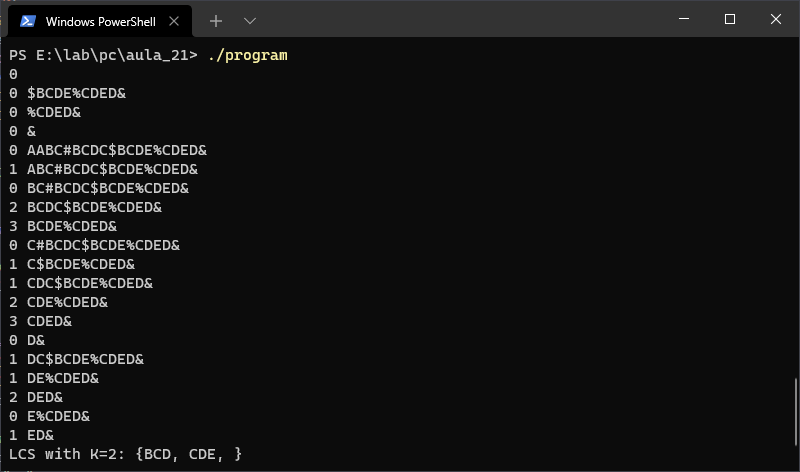 Windows PowerShell
PS E:\lab\pc\aula_21> ./program
0
0 $BCDE%CDED&
0 %CDED&
0 &
0 AABC#BCDC$BCDE%CDED&
1 ABC#BCDC$BCDE%CDED&
0 BC#BCDC$BCDE%CDED&
2 BCDC$BCDE%CDED&
3 BCDE%CDED&
0 C#BCDC$BCDE%CDED&
1 C$BCDE%CDED&
1 CDC$BCDE%CDED&
2 CDE%CDED&
3 CDED&
0 D&
1 DC$BCDE%CDED&
1 DE%CDED&
2 DED&
0 E%CDED&
1 ED&
LCS with K=2: {BCD, CDE, }